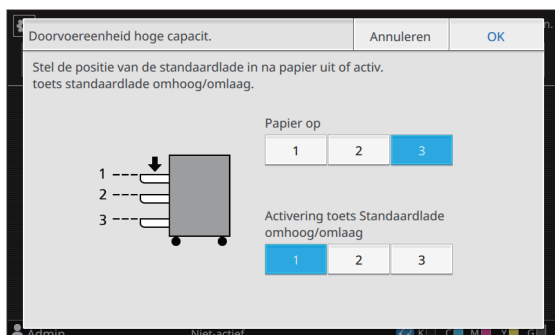 Doorvoereenheid hoge capacit.
Annuleren
OK
Stel de positie van de standaardlade in na papier uit of activ.
toets standaardlade omhoog/omlaag.
Papier op
1 2 3
1
2
3
Activering toets Standaardlade
omhoog/omlaag
1 2 3
Admin Niet-actief K C M Y G